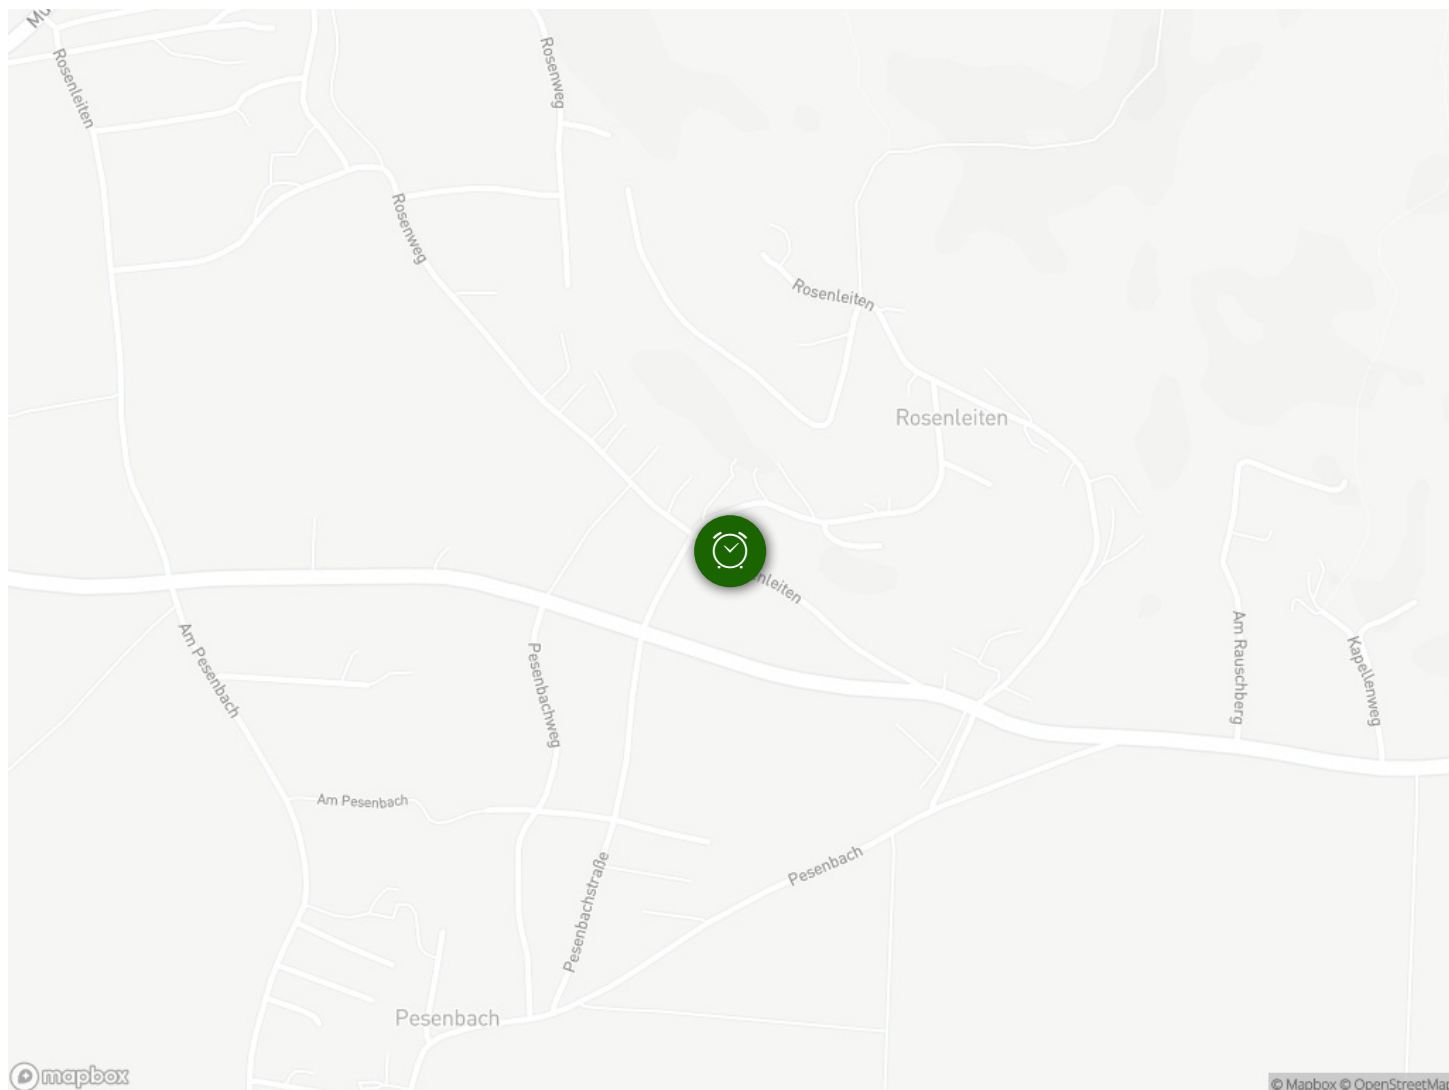 Rosenleiten
Rosenweg
Rosenweg
Rosenleiten
Rosenleiten
Am Pesenbach
Pesenbachweg
Am Rauschberg
Kapellenweg
Am Pesenbach
Pesenbachstraße
Pesenbach
Pesenbach
mapbox
© Mapbox © OpenStreetMap